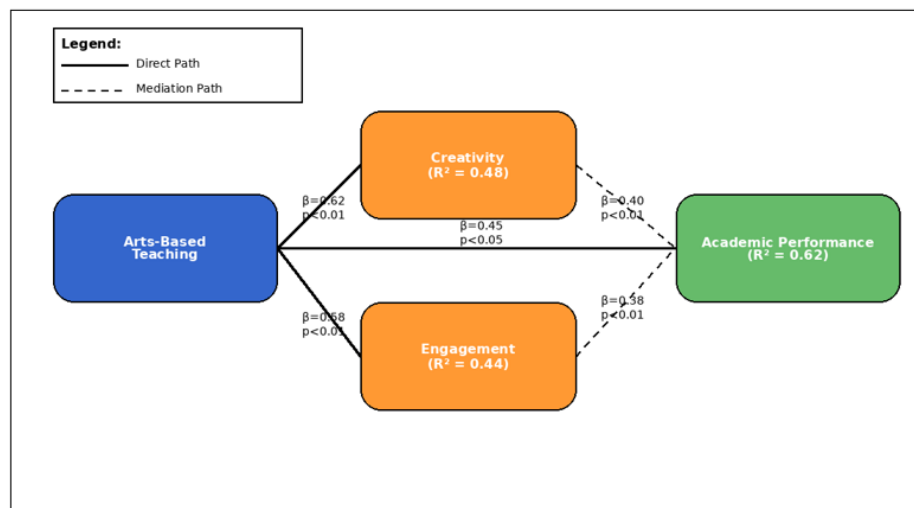 Legend:
Direct Path
Mediation Path
Creativity
(R² = 0.48)
β=0.62
p<0.01
β=0.40
p<0.01
β=0.45
p<0.05
Arts-Based
Teaching
Academic Performance
(R² = 0.62)
p<0.01
β=0.38
p<0.01
Engagement
(R² = 0.44)